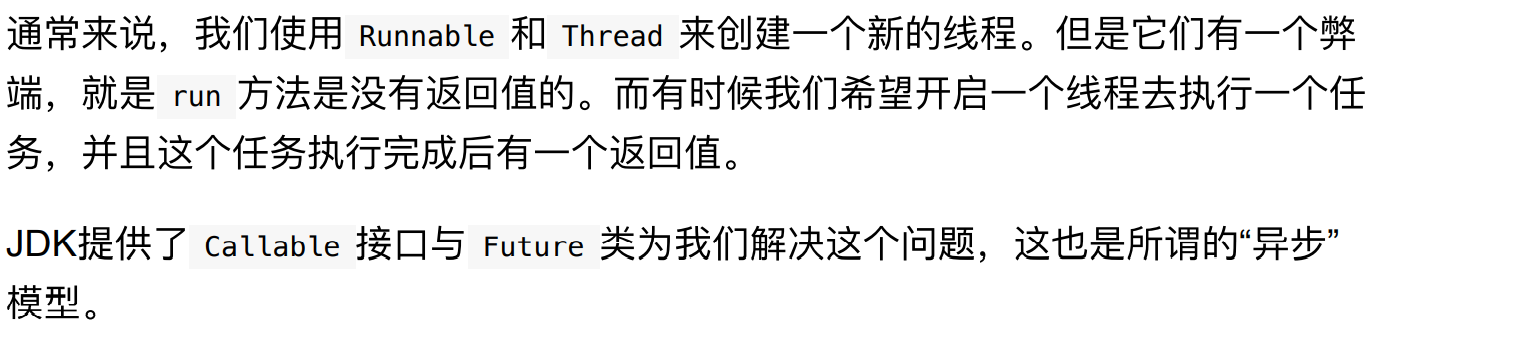 通常来说，我们使用 Runnable 和 Thread 来创建一个新的线程。但是它们有一个弊
端，就是 run 方法是没有返回值的。而有时候我们希望开启一个线程去执行一个任
务，并且这个任务执行完成后有一个返回值。
JDK提供了 Callable 接口与 Future 类为我们解决这个问题，这也是所谓的“异步”
模型。